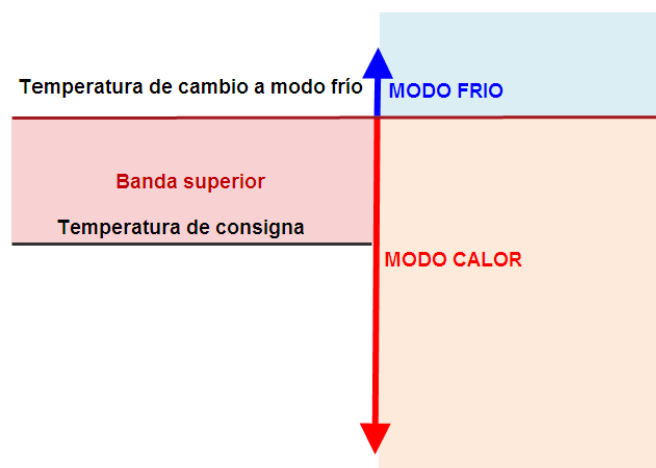 Temperatura de cambio a modo frío
MODO FRIO
Banda superior
Temperatura de consigna
MODO CALOR